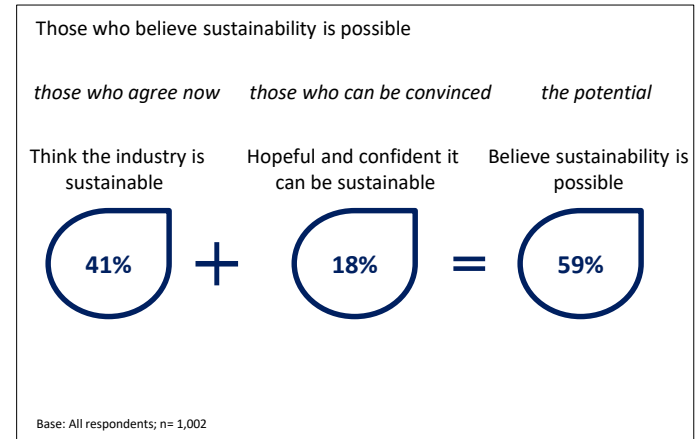 Those who believe sustainability is possible
those who agree now
those who can be convinced
the potential
Think the industry is
sustainable
Hopeful and confident it
can be sustainable
Believe sustainability is
possible
41%
+
18%
=
59%
Base: All respondents; n= 1,002